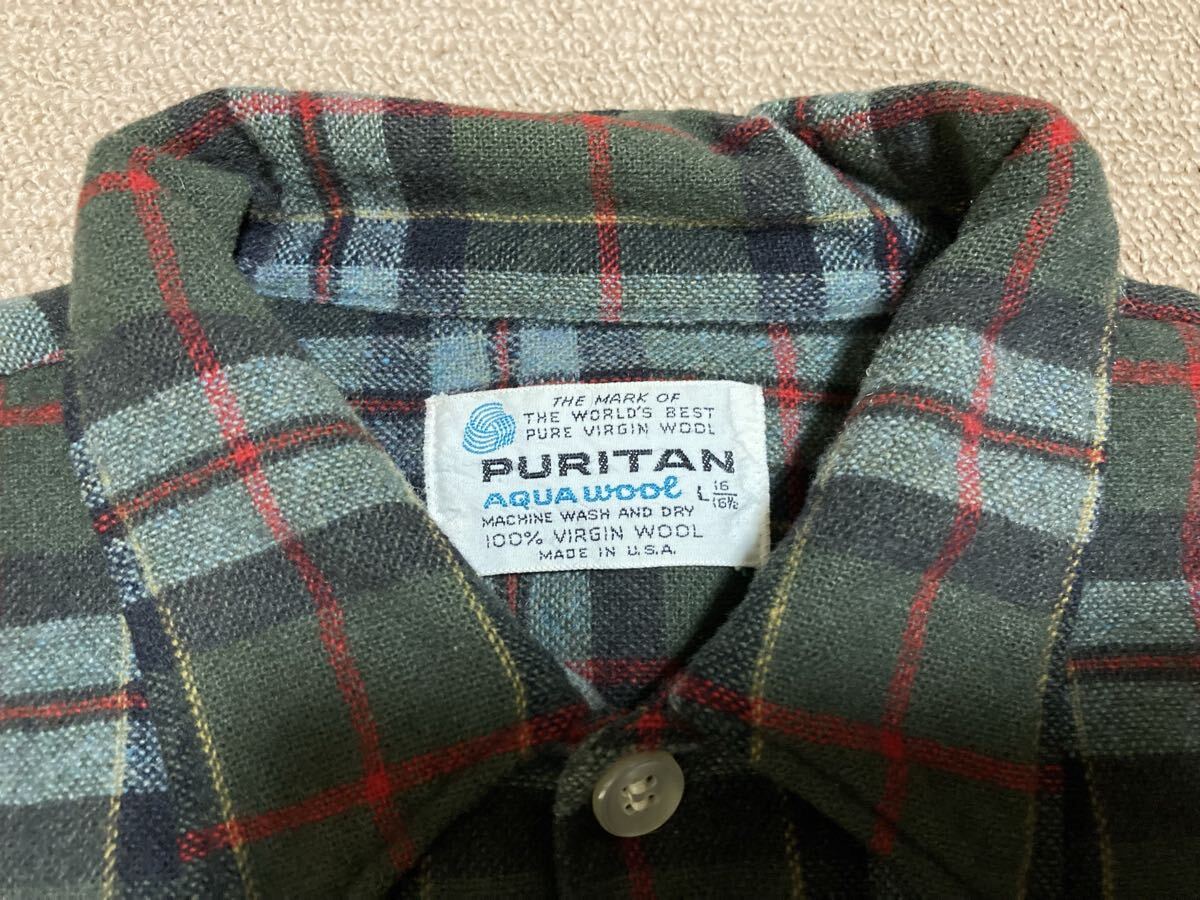 THE MARK OF
THE WORLD'S BEST
PURE VIRGIN WOOL
PURITAN
AQUA WOOL L 16/16½
MACHINE WASH AND DRY
100% VIRGIN WOOL
MADE IN U.S.A.